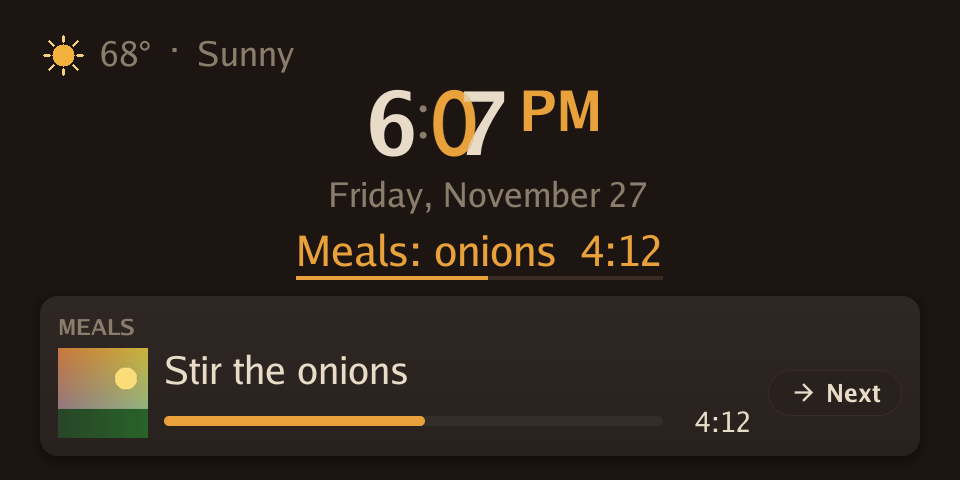 68° · Sunny
6:07 PM
Friday, November 27
Meals: onions 4:12
MEALS
Stir the onions
4:12
→ Next